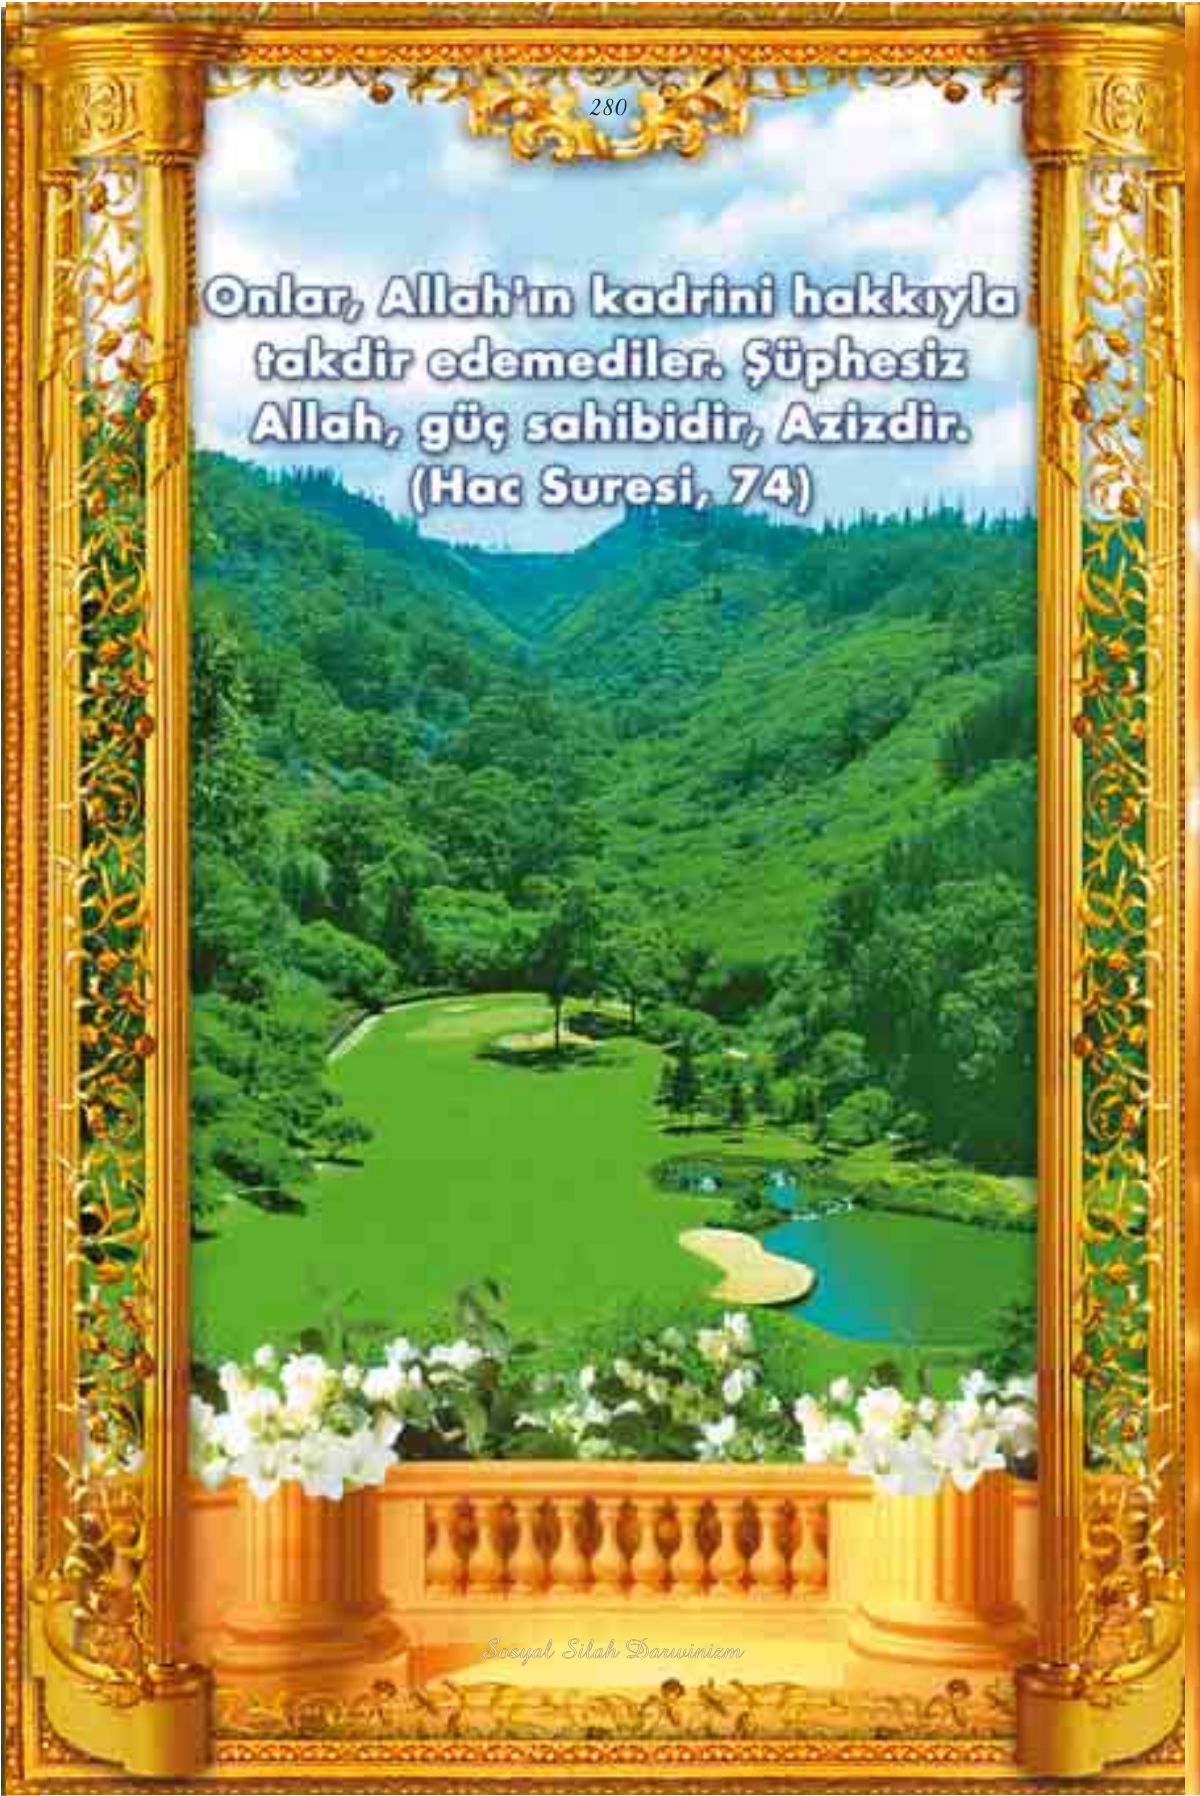 280
Onlar, Allah'ın kadrini hakkıyla
takdir edemediler. Şüphesiz
Allah, güç sahibidir, Azizdir.
(Hac Suresi, 74)
Sosyal Silah Darwinizm